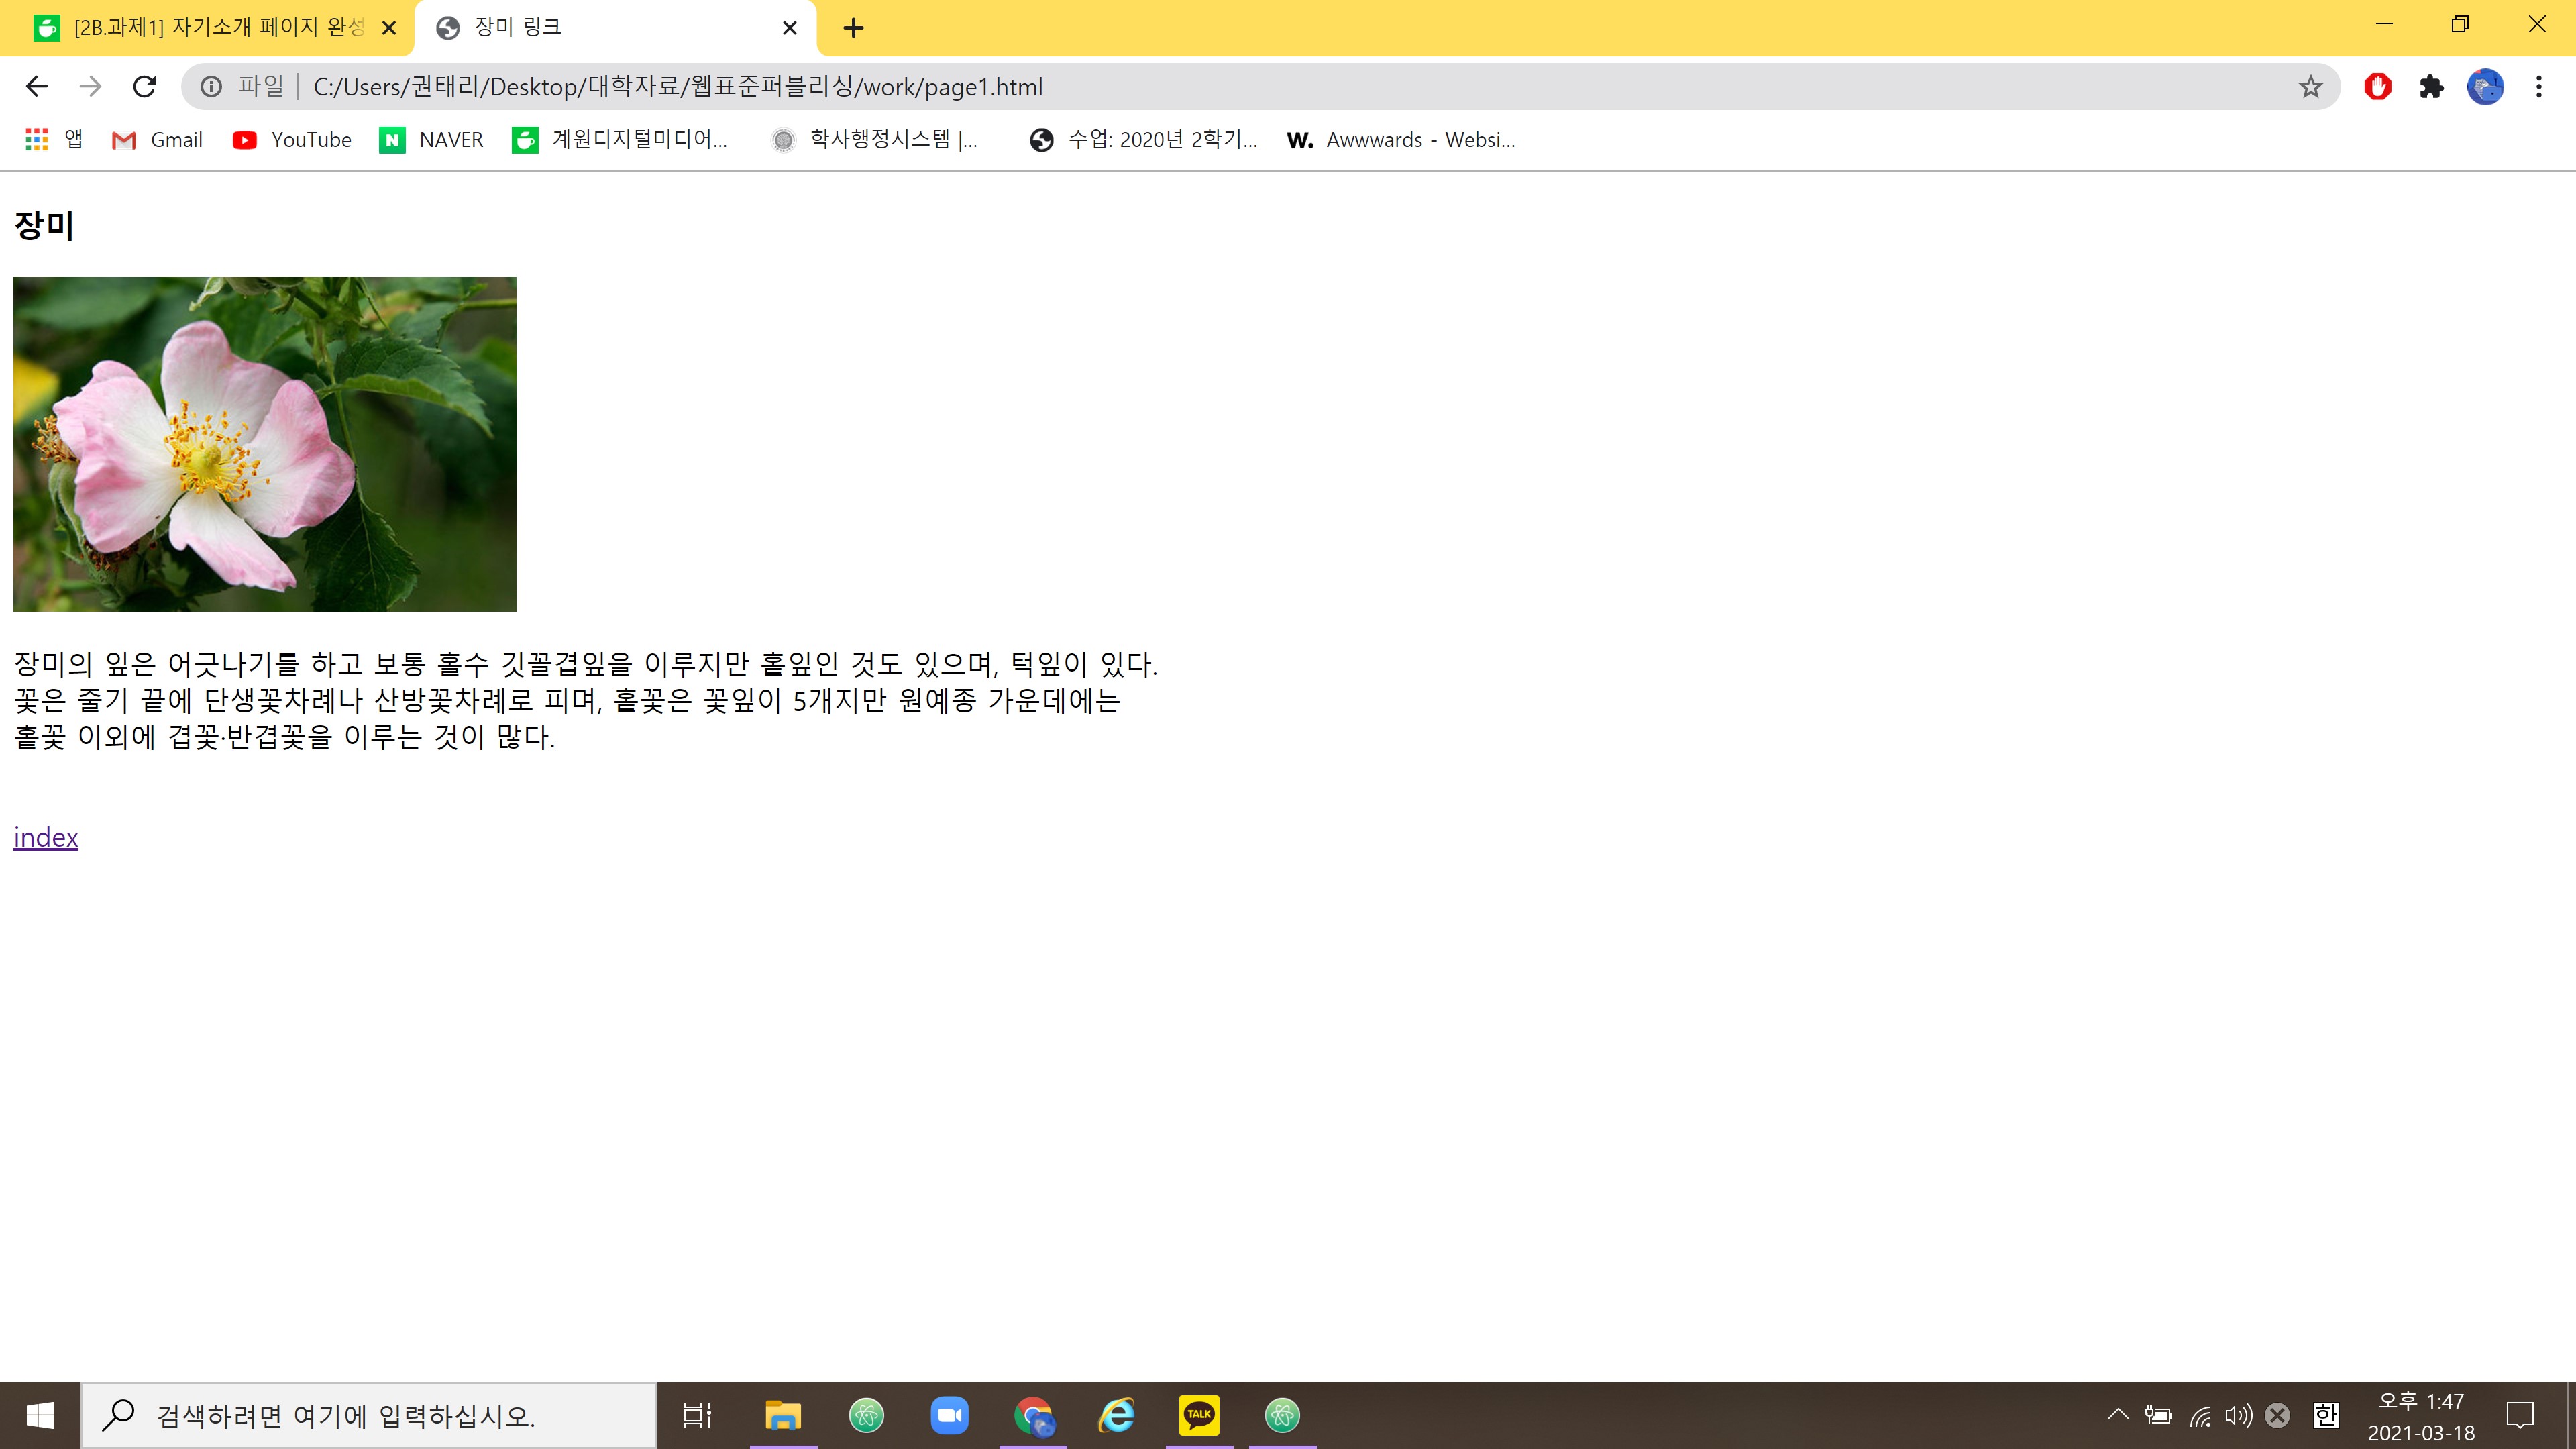 [2B.과제1] 자기소개 페이지 완성
장미 링크
파일
C:/Users/권태리/Desktop/대학자료/웹표준퍼블리싱/work/page1.html
앱
Gmail
YouTube
NAVER
계원디지털미디어...
학사행정시스템 |...
수업: 2020년 2학기...
W. Awwwards - Websi...
장미
장미의 잎은 어긋나기를 하고 보통 홀수 깃꼴겹잎을 이루지만 홑잎인 것도 있으며, 턱잎이 있다.
꽃은 줄기 끝에 단생꽃차례나 산방꽃차례로 피며, 홑꽃은 꽃잎이 5개지만 원예종 가운데에는
홑꽃 이외에 겹꽃·반겹꽃을 이루는 것이 많다.
index
검색하려면 여기에 입력하십시오.
TALK
한
오후 1:47
2021-03-18